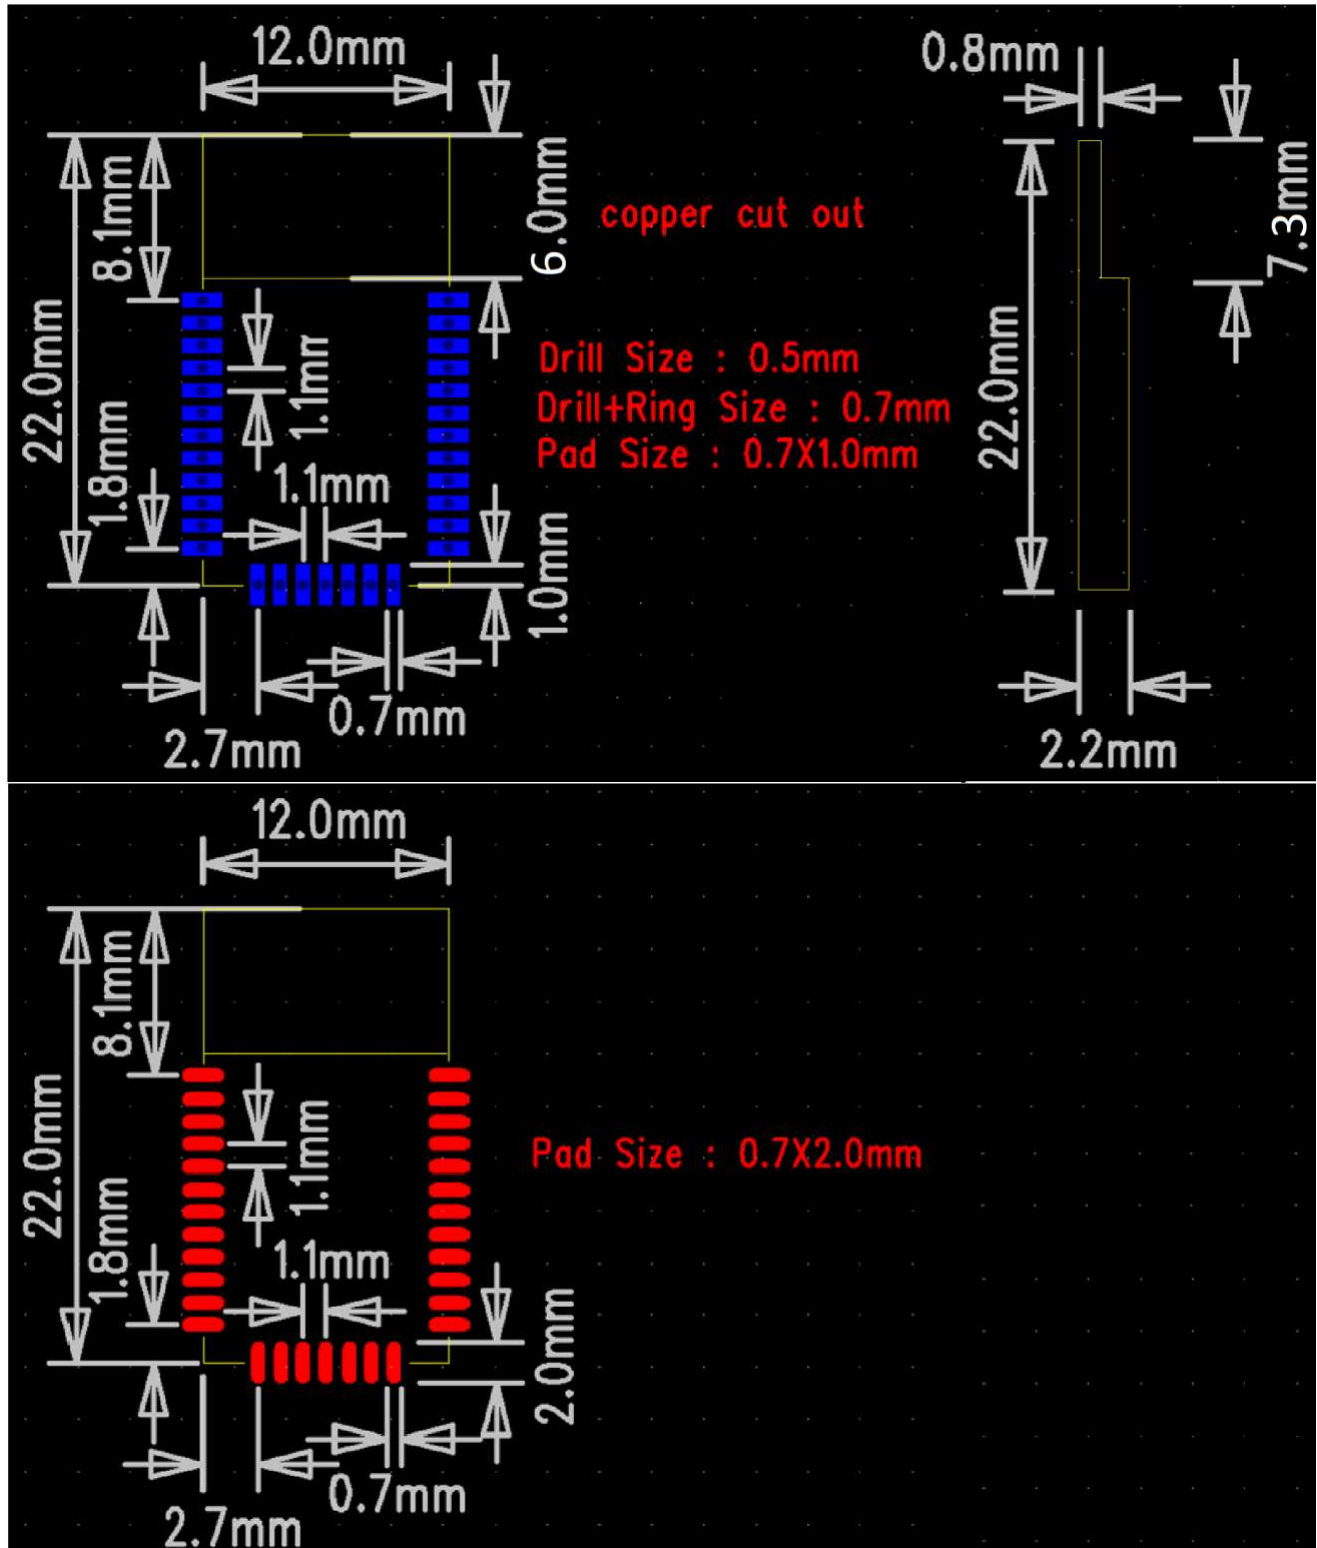 12.0mm
0.8mm
8.1mm
6.0mm
copper cut out
7.3mm
22.0mm
1.1mm
Drill Size : 0.5mm
Drill+Ring Size : 0.7mm
Pad Size : 0.7X1.0mm
22.0mm
1.8mm
1.1mm
1.0mm
0.7mm
2.7mm
2.2mm
12.0mm
8.1mm
22.0mm
1.1mm
Pad Size : 0.7X2.0mm
1.8mm
1.1mm
2.0mm
0.7mm
2.7mm